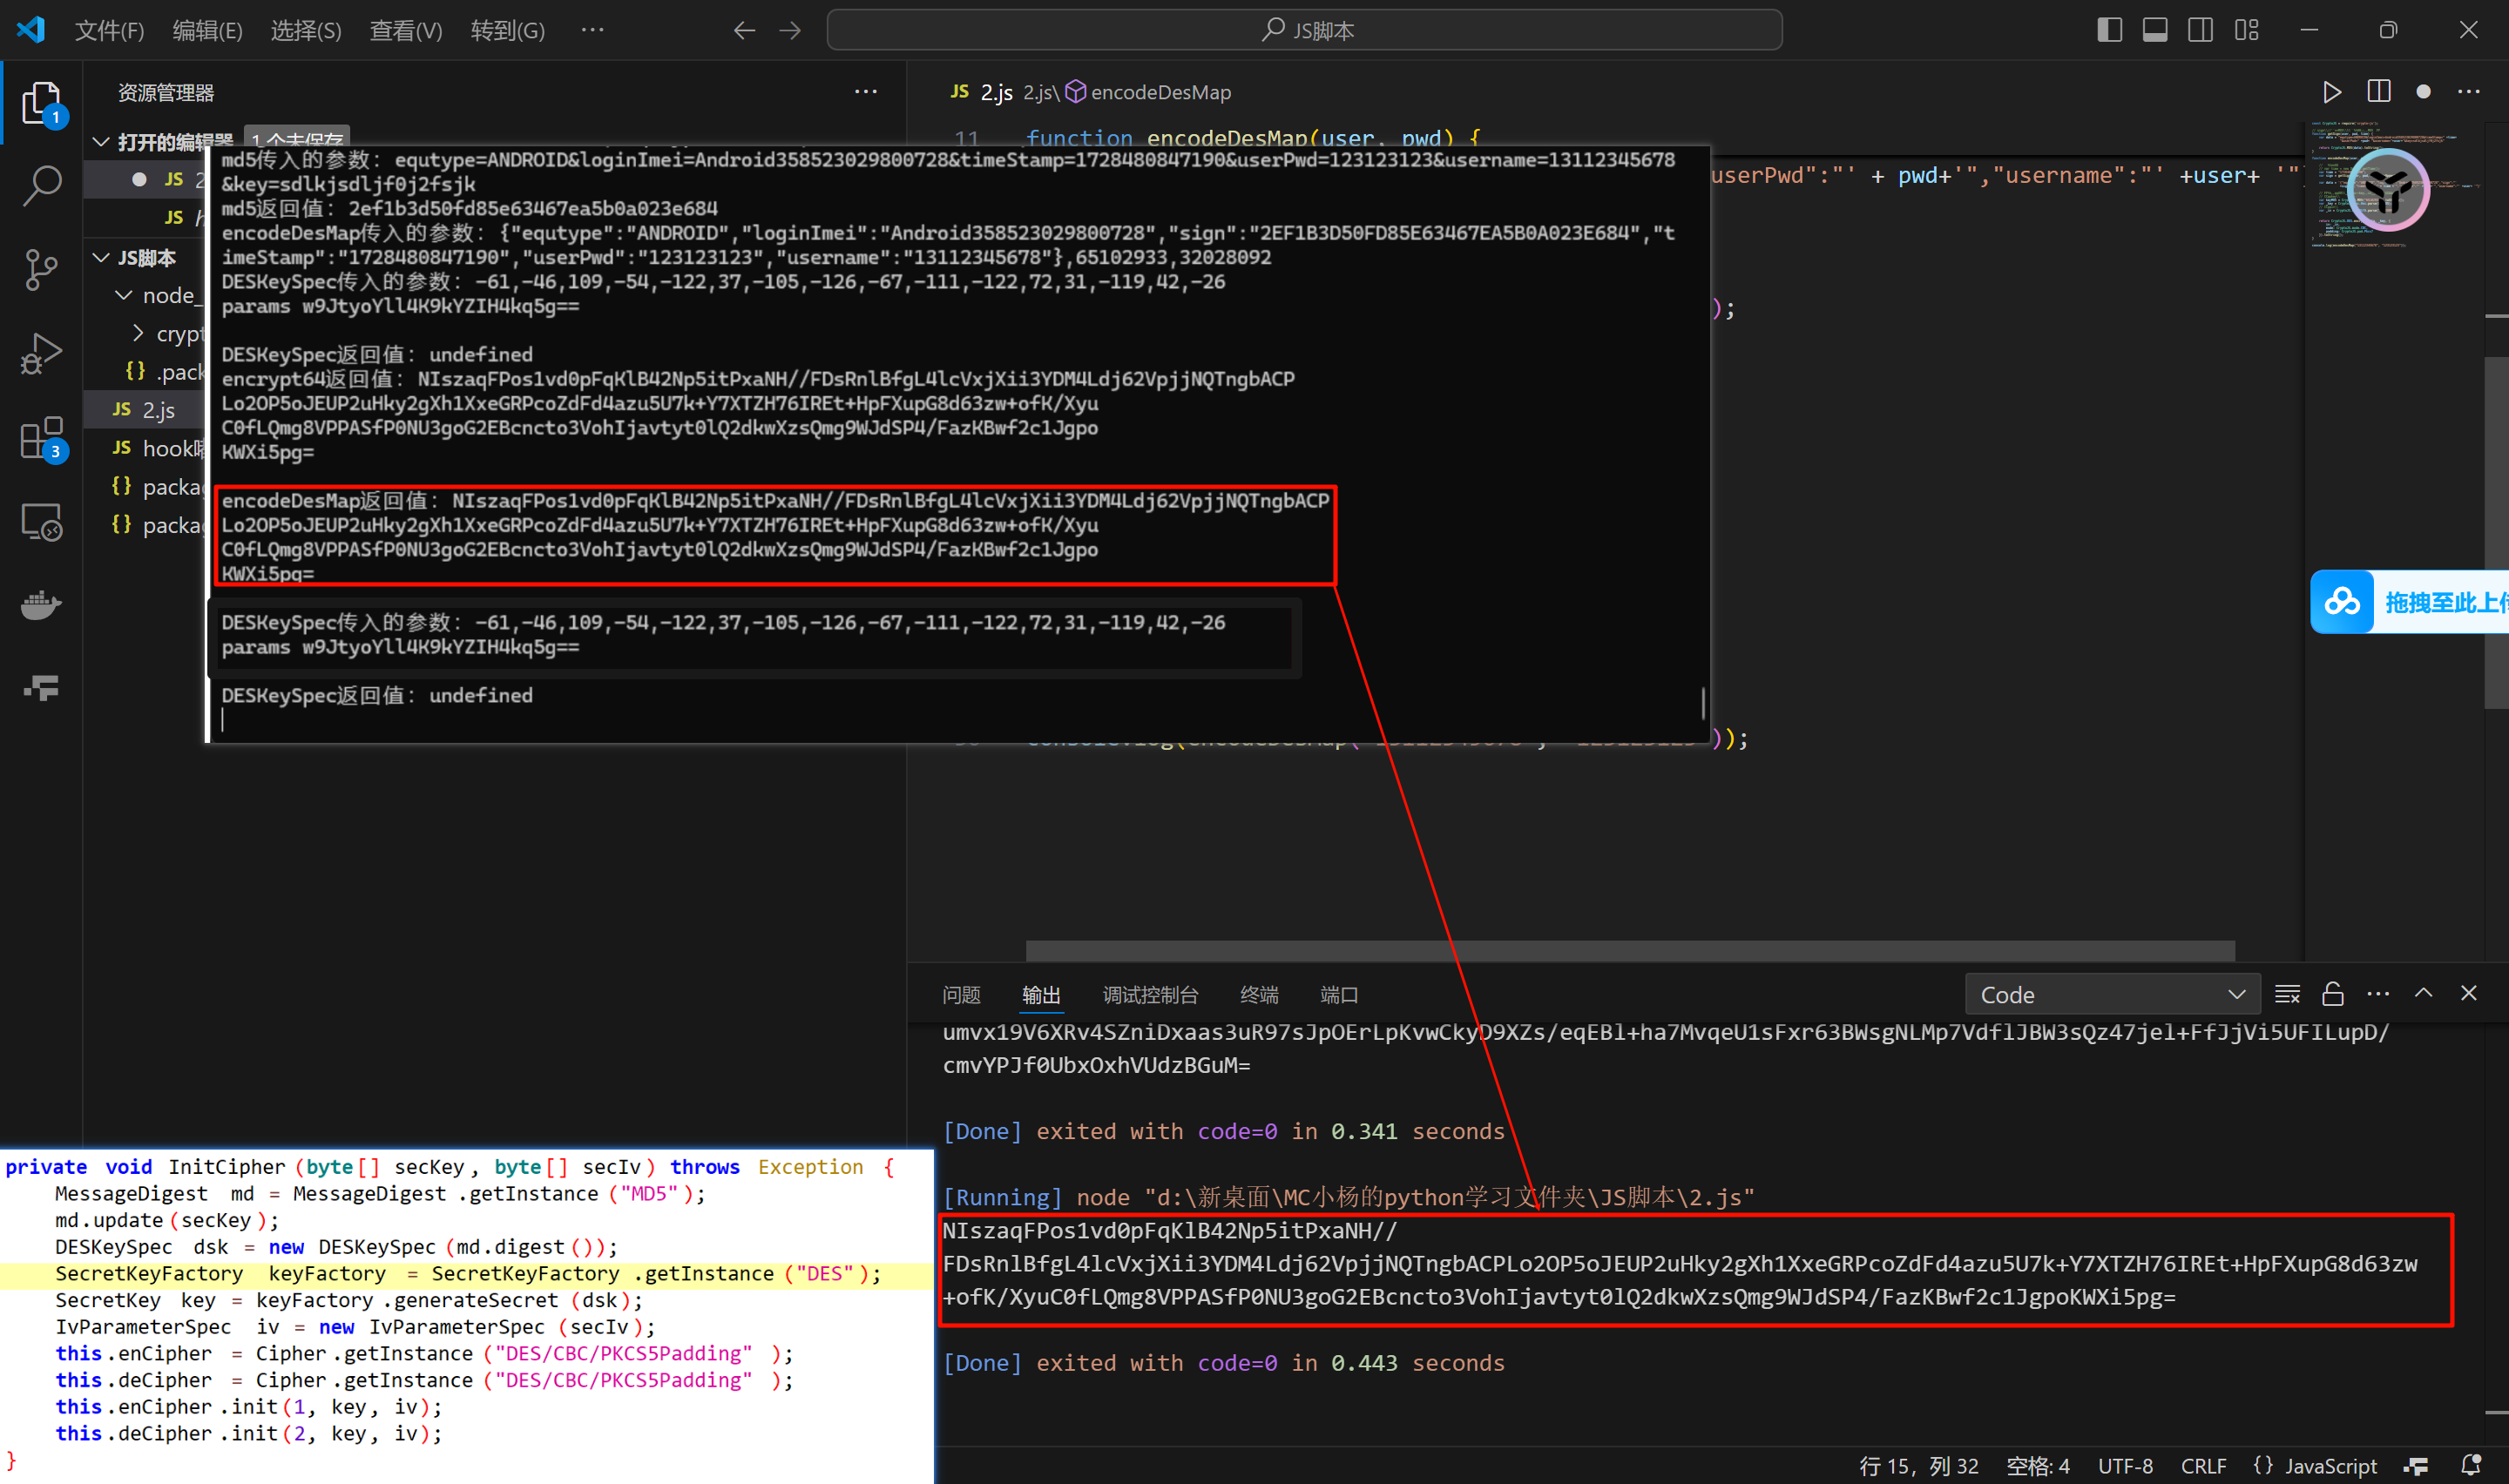 文件(F) 编辑(E) 选择(S) 查看(V) 转到(G) ··· JS脚本
资源管理器 ···
打开的编辑器 1 个未保存
JS
JS
JS脚本
node_
{} .pack
JS 2.js
JS
{}
{}
1
3
JS 2.js 2.js\ encodeDesMap
11 function encodeDesMap(user, pwd) {
userPwd":"' + pwd+'","username":"' +user+ '"
);
));
md5传入的参数: equtype=ANDROID&loginImei=Android358523029800728&timeStamp=1728480847190&userPwd=123123123&username=13112345678
&key=sdlkjsdljf0j2fsjk
md5返回值: 2ef1b3d50fd85e63467ea5b0a023e684
encodeDesMap传入的参数: {"equtype":"ANDROID","loginImei":"Android358523029800728","sign":"2EF1B3D50FD85E63467EA5B0A023E684","t
imeStamp":"1728480847190","userPwd":"123123123","username":"13112345678"},65102933,32028092
DESKeySpec传入的参数: -61,-46,109,-54,-122,37,-105,-126,-67,-111,-122,72,31,-119,42,-26
params w9JtyoYll4K9kYZIH4kq5g==
DESKeySpec返回值: undefined
encrypt64返回值: NIszaqFPos1vd0pFqKlB42Np5itPxaNH//FDsRnlBfgL4lcVxjXii3YDM4Ldj62VpjjNQTngbACP
Lo2OP5oJEUP2uHky2gXh1XxeGRPcoZdFd4azu5U7k+Y7XTZH76IREt+HpFXupG8d63zw+ofK/Xyu
C0fLQmg8VPPASfP0NU3goG2EBcncto3VohIjavtyt0lQ2dkwXzsQmg9WJdSP4/FazKBwf2c1Jgpo
KWXi5pg=
encodeDesMap返回值: NIszaqFPos1vd0pFqKlB42Np5itPxaNH//FDsRnlBfgL4lcVxjXii3YDM4Ldj62VpjjNQTngbACP
Lo2OP5oJEUP2uHky2gXh1XxeGRPcoZdFd4azu5U7k+Y7XTZH76IREt+HpFXupG8d63zw+ofK/Xyu
C0fLQmg8VPPASfP0NU3goG2EBcncto3VohIjavtyt0lQ2dkwXzsQmg9WJdSP4/FazKBwf2c1Jgpo
KWXi5pg=
DESKeySpec传入的参数: -61,-46,109,-54,-122,37,-105,-126,-67,-111,-122,72,31,-119,42,-26
params w9JtyoYll4K9kYZIH4kq5g==
DESKeySpec返回值: undefined
拖拽至此上传
问题 输出 调试控制台 终端 端口 Code
umvx19V6XRv4SZniDxaas3uR97sJpOErLpKvwCkyD9XZs/eqEBl+ha7MvqeU1sFxr63BWsgNLMp7VdflJBW3sQz47jel+FfJjVi5UFILupD/
cmvYPJf0UbxOxhVUdzBGuM=
[Done] exited with code=0 in 0.341 seconds
[Running] node "d:\新桌面\MC小杨的python学习文件夹\JS脚本\2.js"
NIszaqFPos1vd0pFqKlB42Np5itPxaNH//
FDsRnlBfgL4lcVxjXii3YDM4Ldj62VpjjNQTngbACPLo2OP5oJEUP2uHky2gXh1XxeGRPcoZdFd4azu5U7k+Y7XTZH76IREt+HpFXupG8d63zw
+ofK/XyuC0fLQmg8VPPASfP0NU3goG2EBcncto3VohIjavtyt0lQ2dkwXzsQmg9WJdSP4/FazKBwf2c1JgpoKWXi5pg=
[Done] exited with code=0 in 0.443 seconds
private void InitCipher (byte[] secKey, byte[] secIv) throws Exception {
MessageDigest md = MessageDigest .getInstance ("MD5");
md.update(secKey);
DESKeySpec dsk = new DESKeySpec (md.digest());
SecretKeyFactory keyFactory = SecretKeyFactory .getInstance ("DES");
SecretKey key = keyFactory .generateSecret (dsk);
IvParameterSpec iv = new IvParameterSpec (secIv);
this.enCipher = Cipher.getInstance ("DES/CBC/PKCS5Padding" );
this.deCipher = Cipher.getInstance ("DES/CBC/PKCS5Padding" );
this.enCipher .init(1, key, iv);
this.deCipher .init(2, key, iv);
}
行 15, 列 32 空格: 4 UTF-8 CRLF {} JavaScript